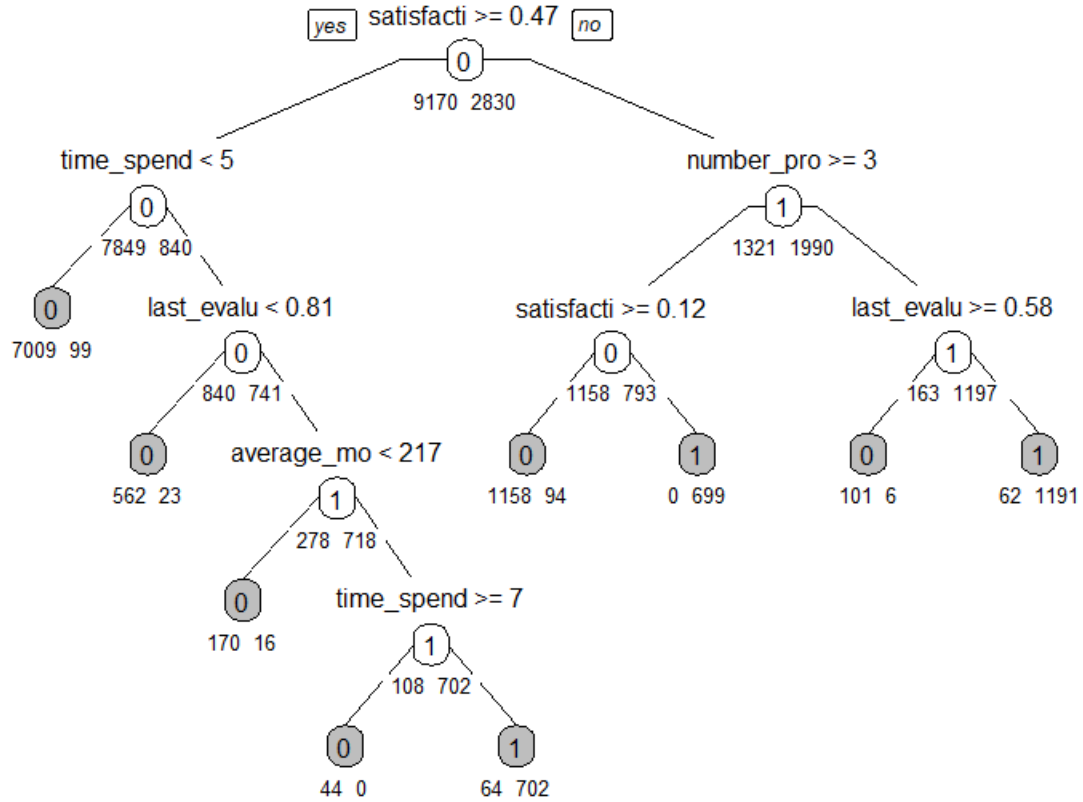 yes satisfacti >= 0.47 no
0
9170 2830
time_spend < 5 number_pro >= 3
0 1
7849 840 1321 1990
last_evalu < 0.81 satisfacti >= 0.12 last_evalu >= 0.58
0 0 0 1
7009 99 840 741 1158 793 163 1197
average_mo < 217
0 1 0 1 0 1
562 23 278 718 1158 94 0 699 101 6 62 1191
time_spend >= 7
0 1
170 16 108 702
0 1
44 0 64 702